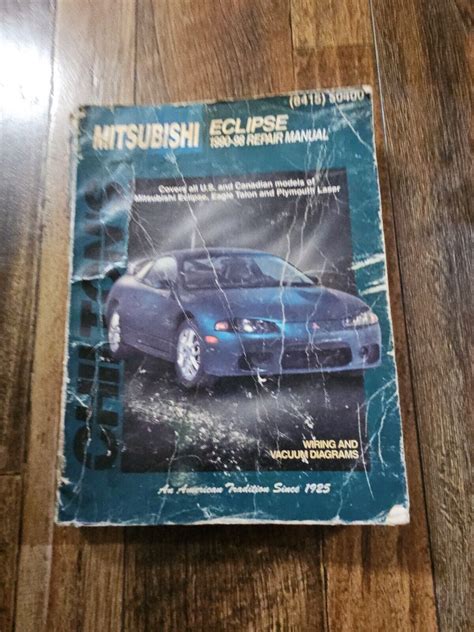 (8415) 50400
MITSUBISHI
ECLIPSE
1990-98 REPAIR MANUAL
Covers all U.S. and Canadian models of
Mitsubishi Eclipse, Eagle Talon and Plymouth Laser
CHILTON'S
WIRING AND
VACUUM DIAGRAMS
An American Tradition Since 1925